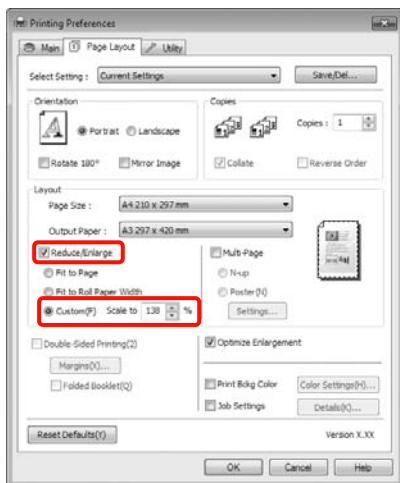 Printing Preferences
Main Page Layout Utility
Select Setting : Current Settings Save/Del...
Orientation Copies
Portrait Landscape Copies : 1
Rotate 180° Mirror Image Collate Reverse Order
Layout
Page Size : A4 210 x 297 mm
Output Paper : A3 297 x 420 mm
Reduce/Enlarge Multi-Page
Fit to Page N-up
Fit to Roll Paper Width Poster(N)
Custom(F) Scale to 138 % Settings...
Double-Sided Printing(2) Optimize Enlargement
Margins(X)...
Folded Booklet(Q) Print Bckg Color Color Settings(H)...
Job Settings Details(K)...
Reset Defaults(Y) Version X.XX
OK Cancel Help